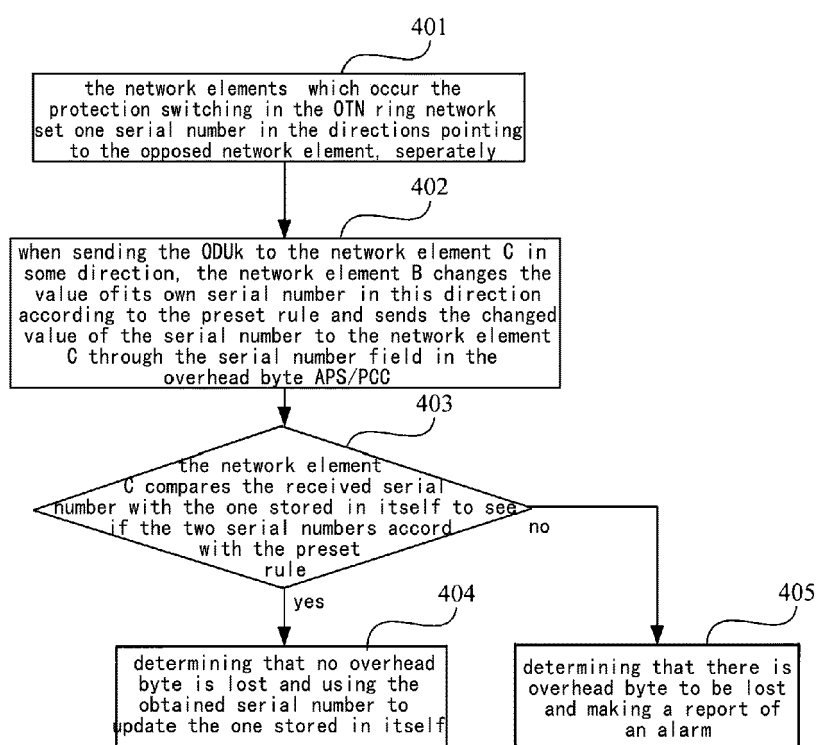 401
the network elements which occur the
protection switching in the OTN ring network
set one serial number in the directions pointing
to the opposed network element, seperately
402
when sending the ODUk to the network element C in
some direction, the network element B changes the
value ofits own serial number in this direction
according to the preset rule and sends the changed
value of the serial number to the network element
C through the serial number field in the
overhead byte APS/PCC
403
the network element
C compares the received serial
number with the one stored in itself to see
if the two serial numbers accord
with the preset
rule
no
yes
404
determining that no overhead
byte is lost and using the
obtained serial number to
update the one stored in itself
405
determining that there is
overhead byte to be lost
and making a report of
an alarm